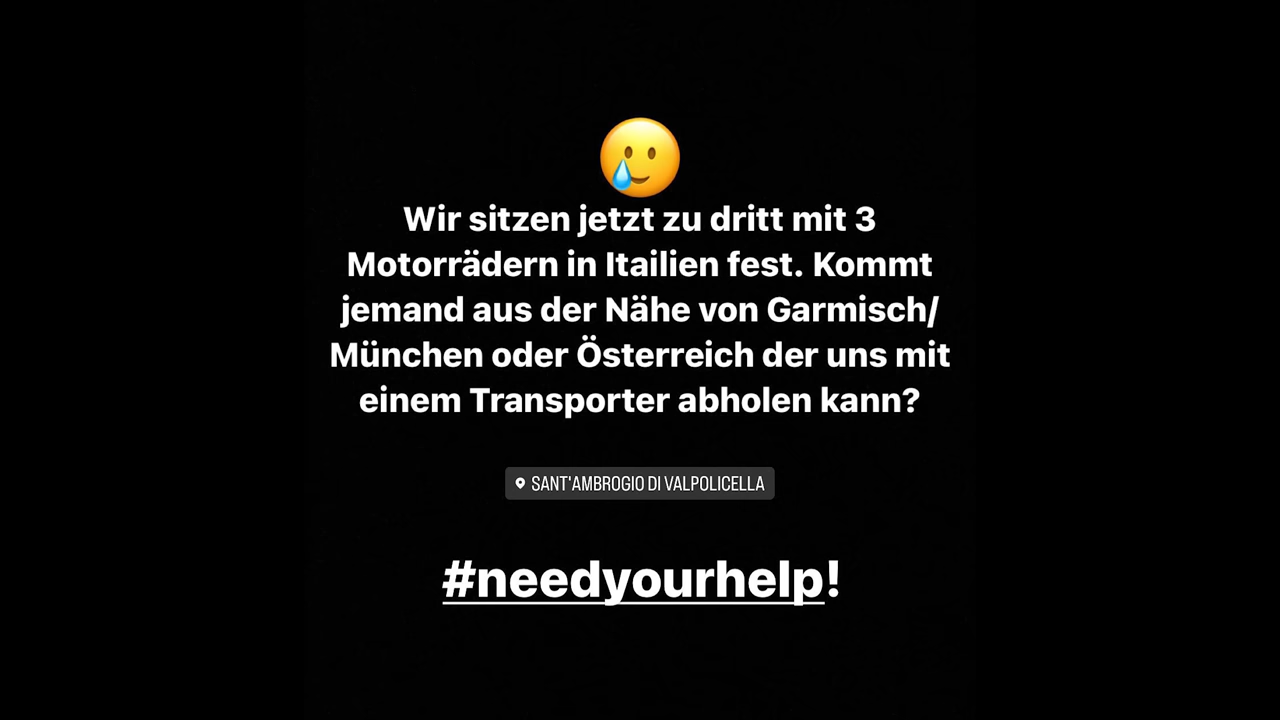 Wir sitzen jetzt zu dritt mit 3
Motorrädern in Itailien fest. Kommt
jemand aus der Nähe von Garmisch/
München oder Österreich der uns mit
einem Transporter abholen kann?
SANT'AMBROGIO DI VALPOLICELLA
#needyourhelp!